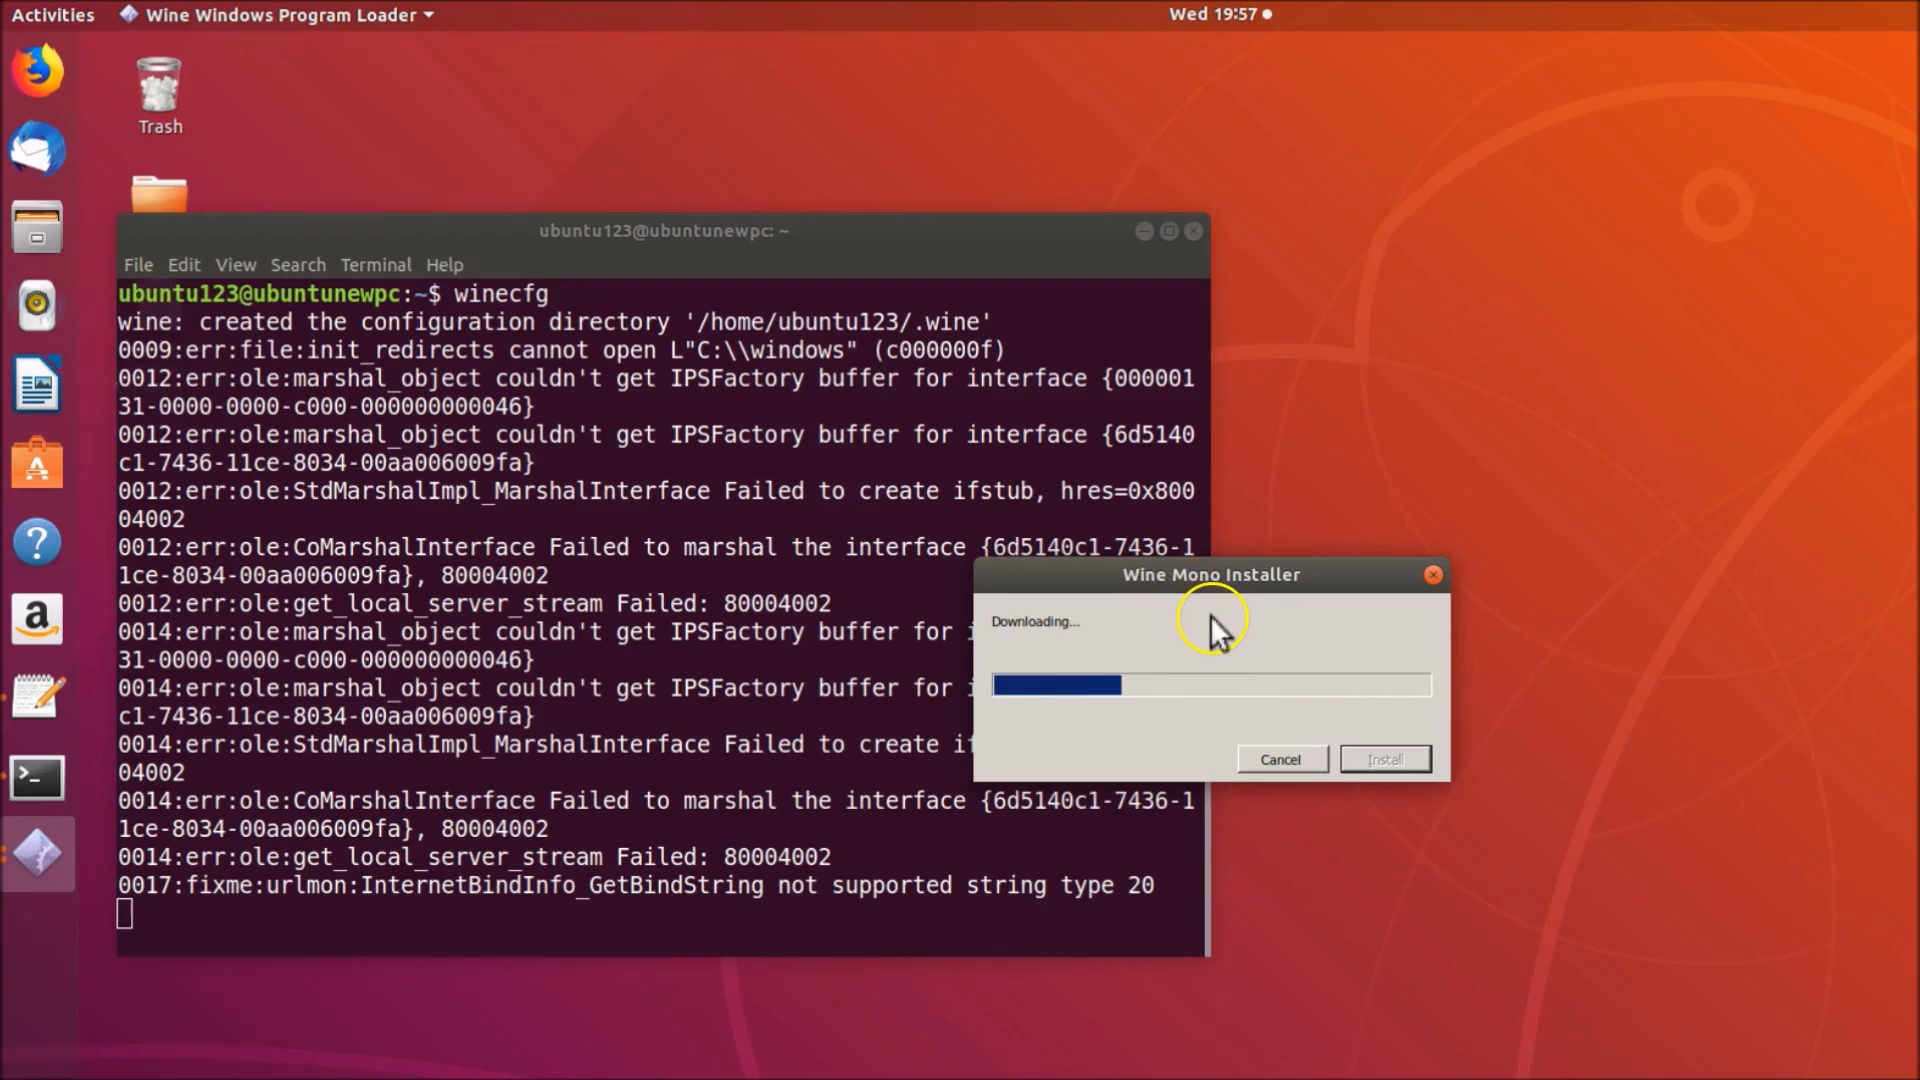 Activities Wine Windows Program Loader Wed 19:57
Trash
ubuntu123@ubuntunewpc: ~
File Edit View Search Terminal Help
ubuntu123@ubuntunewpc:~$ winecfg
wine: created the configuration directory '/home/ubuntu123/.wine'
0009:err:file:init_redirects cannot open L"C:\\windows" (c000000f)
0012:err:ole:marshal_object couldn't get IPSFactory buffer for interface {000001
31-0000-0000-c000-000000000046}
0012:err:ole:marshal_object couldn't get IPSFactory buffer for interface {6d5140
c1-7436-11ce-8034-00aa006009fa}
0012:err:ole:StdMarshalImpl_MarshalInterface Failed to create ifstub, hres=0x800
04002
0012:err:ole:CoMarshalInterface Failed to marshal the interface {6d5140c1-7436-1
1ce-8034-00aa006009fa}, 80004002
0012:err:ole:get_local_server_stream Failed: 80004002
0014:err:ole:marshal_object couldn't get IPSFactory buffer for
31-0000-0000-c000-000000000046}
0014:err:ole:marshal_object couldn't get IPSFactory buffer for
c1-7436-11ce-8034-00aa006009fa}
0014:err:ole:StdMarshalImpl_MarshalInterface Failed to create
04002
0014:err:ole:CoMarshalInterface Failed to marshal the interface {6d5140c1-7436-1
1ce-8034-00aa006009fa}, 80004002
0014:err:ole:get_local_server_stream Failed: 80004002
0017:fixme:urlmon:InternetBindInfo_GetBindString not supported string type 20
Wine Mono Installer
Downloading...
Cancel Install